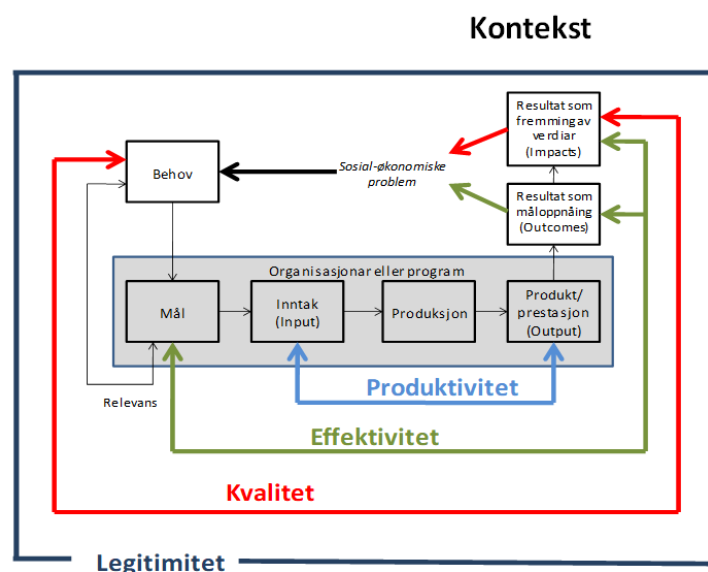 Kontekst
Resultat som
fremming av
verdiar
(Impacts)
Behov
Sosial-økonomiske
problem
Resultat som
måloppnåing
(Outcomes)
Organisasjonar eller program
Mål
Inntak
(Input)
Produksjon
Produkt/
prestasjon
(Output)
Produktivitet
Relevans
Effektivitet
Kvalitet
Legitimitet